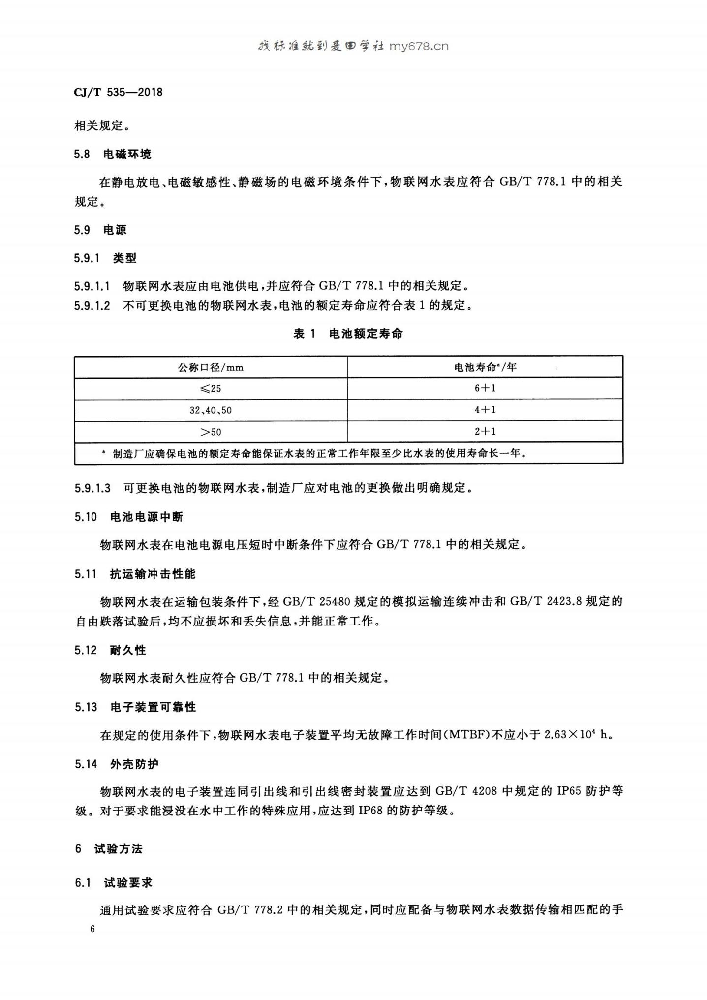 找标准就到麦田学社 my678.cn
CJ/T 535—2018
相关规定。
5.8 电磁环境
在静电放电、电磁敏感性、静磁场的电磁环境条件下,物联网水表应符合 GB/T 778.1 中的相关
规定。
5.9 电源
5.9.1 类型
5.9.1.1 物联网水表应由电池供电,并应符合 GB/T 778.1 中的相关规定。
5.9.1.2 不可更换电池的物联网水表,电池的额定寿命应符合表 1 的规定。
表 1 电池额定寿命
公称口径/mm 电池寿命ᵃ/年
≤25 6+1
32、40、50 4+1
>50 2+1
ᵃ 制造厂应确保电池的额定寿命能保证水表的正常工作年限至少比水表的使用寿命长一年。
5.9.1.3 可更换电池的物联网水表,制造厂应对电池的更换做出明确规定。
5.10 电池电源中断
物联网水表在电池电源电压短时中断条件下应符合 GB/T 778.1 中的相关规定。
5.11 抗运输冲击性能
物联网水表在运输包装条件下,经 GB/T 25480 规定的模拟运输连续冲击和 GB/T 2423.8 规定的
自由跌落试验后,均不应损坏和丢失信息,并能正常工作。
5.12 耐久性
物联网水表耐久性应符合 GB/T 778.1 中的相关规定。
5.13 电子装置可靠性
在规定的使用条件下,物联网水表电子装置平均无故障工作时间(MTBF)不应小于 2.63×10⁴ h。
5.14 外壳防护
物联网水表的电子装置连同引出线和引出线密封装置应达到 GB/T 4208 中规定的 IP65 防护等
级。对于要求能浸没在水中工作的特殊应用,应达到 IP68 的防护等级。
6 试验方法
6.1 试验要求
通用试验要求应符合 GB/T 778.2 中的相关规定,同时应配备与物联网水表数据传输相匹配的手
6